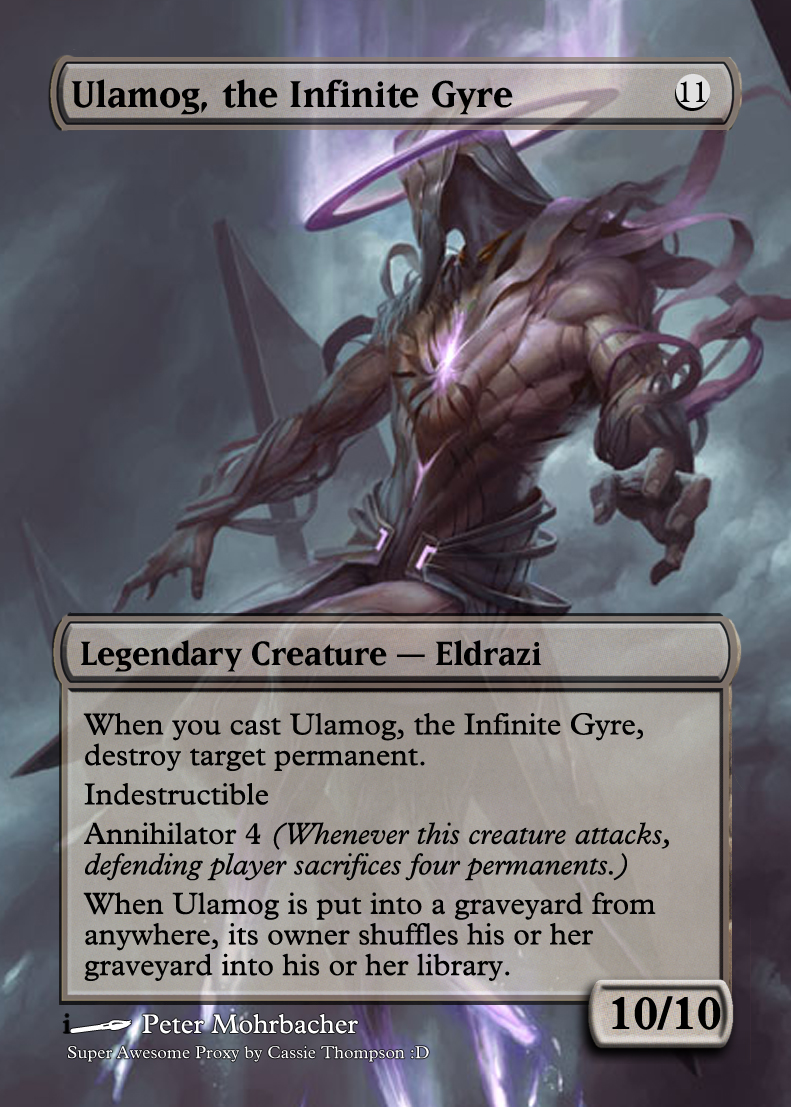 Ulamog, the Infinite Gyre 11
Legendary Creature — Eldrazi
When you cast Ulamog, the Infinite Gyre,
destroy target permanent.
Indestructible
Annihilator 4 (Whenever this creature attacks,
defending player sacrifices four permanents.)
When Ulamog is put into a graveyard from
anywhere, its owner shuffles his or her
graveyard into his or her library.
10/10
i Peter Mohrbacher
Super Awesome Proxy by Cassie Thompson :D